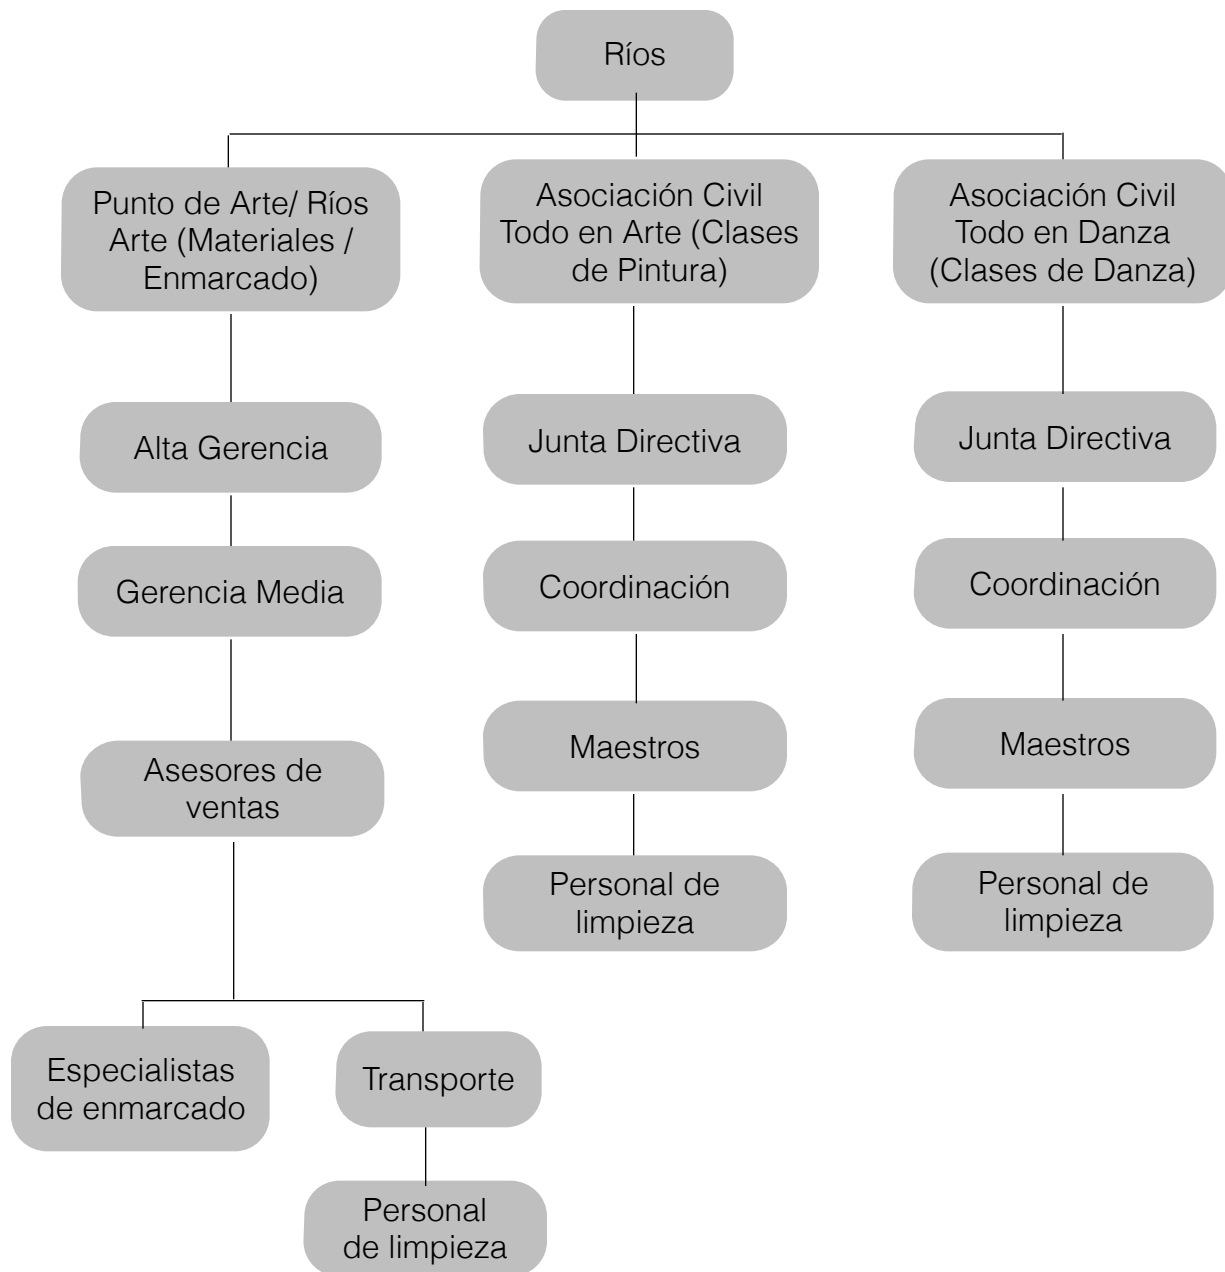 Ríos
Punto de Arte/ Ríos
Arte (Materiales /
Enmarcado)
Asociación Civil
Todo en Arte (Clases
de Pintura)
Asociación Civil
Todo en Danza
(Clases de Danza)
Alta Gerencia
Junta Directiva
Junta Directiva
Gerencia Media
Coordinación
Coordinación
Asesores de
ventas
Maestros
Maestros
Personal de
limpieza
Personal de
limpieza
Especialistas
de enmarcado
Transporte
Personal
de limpieza